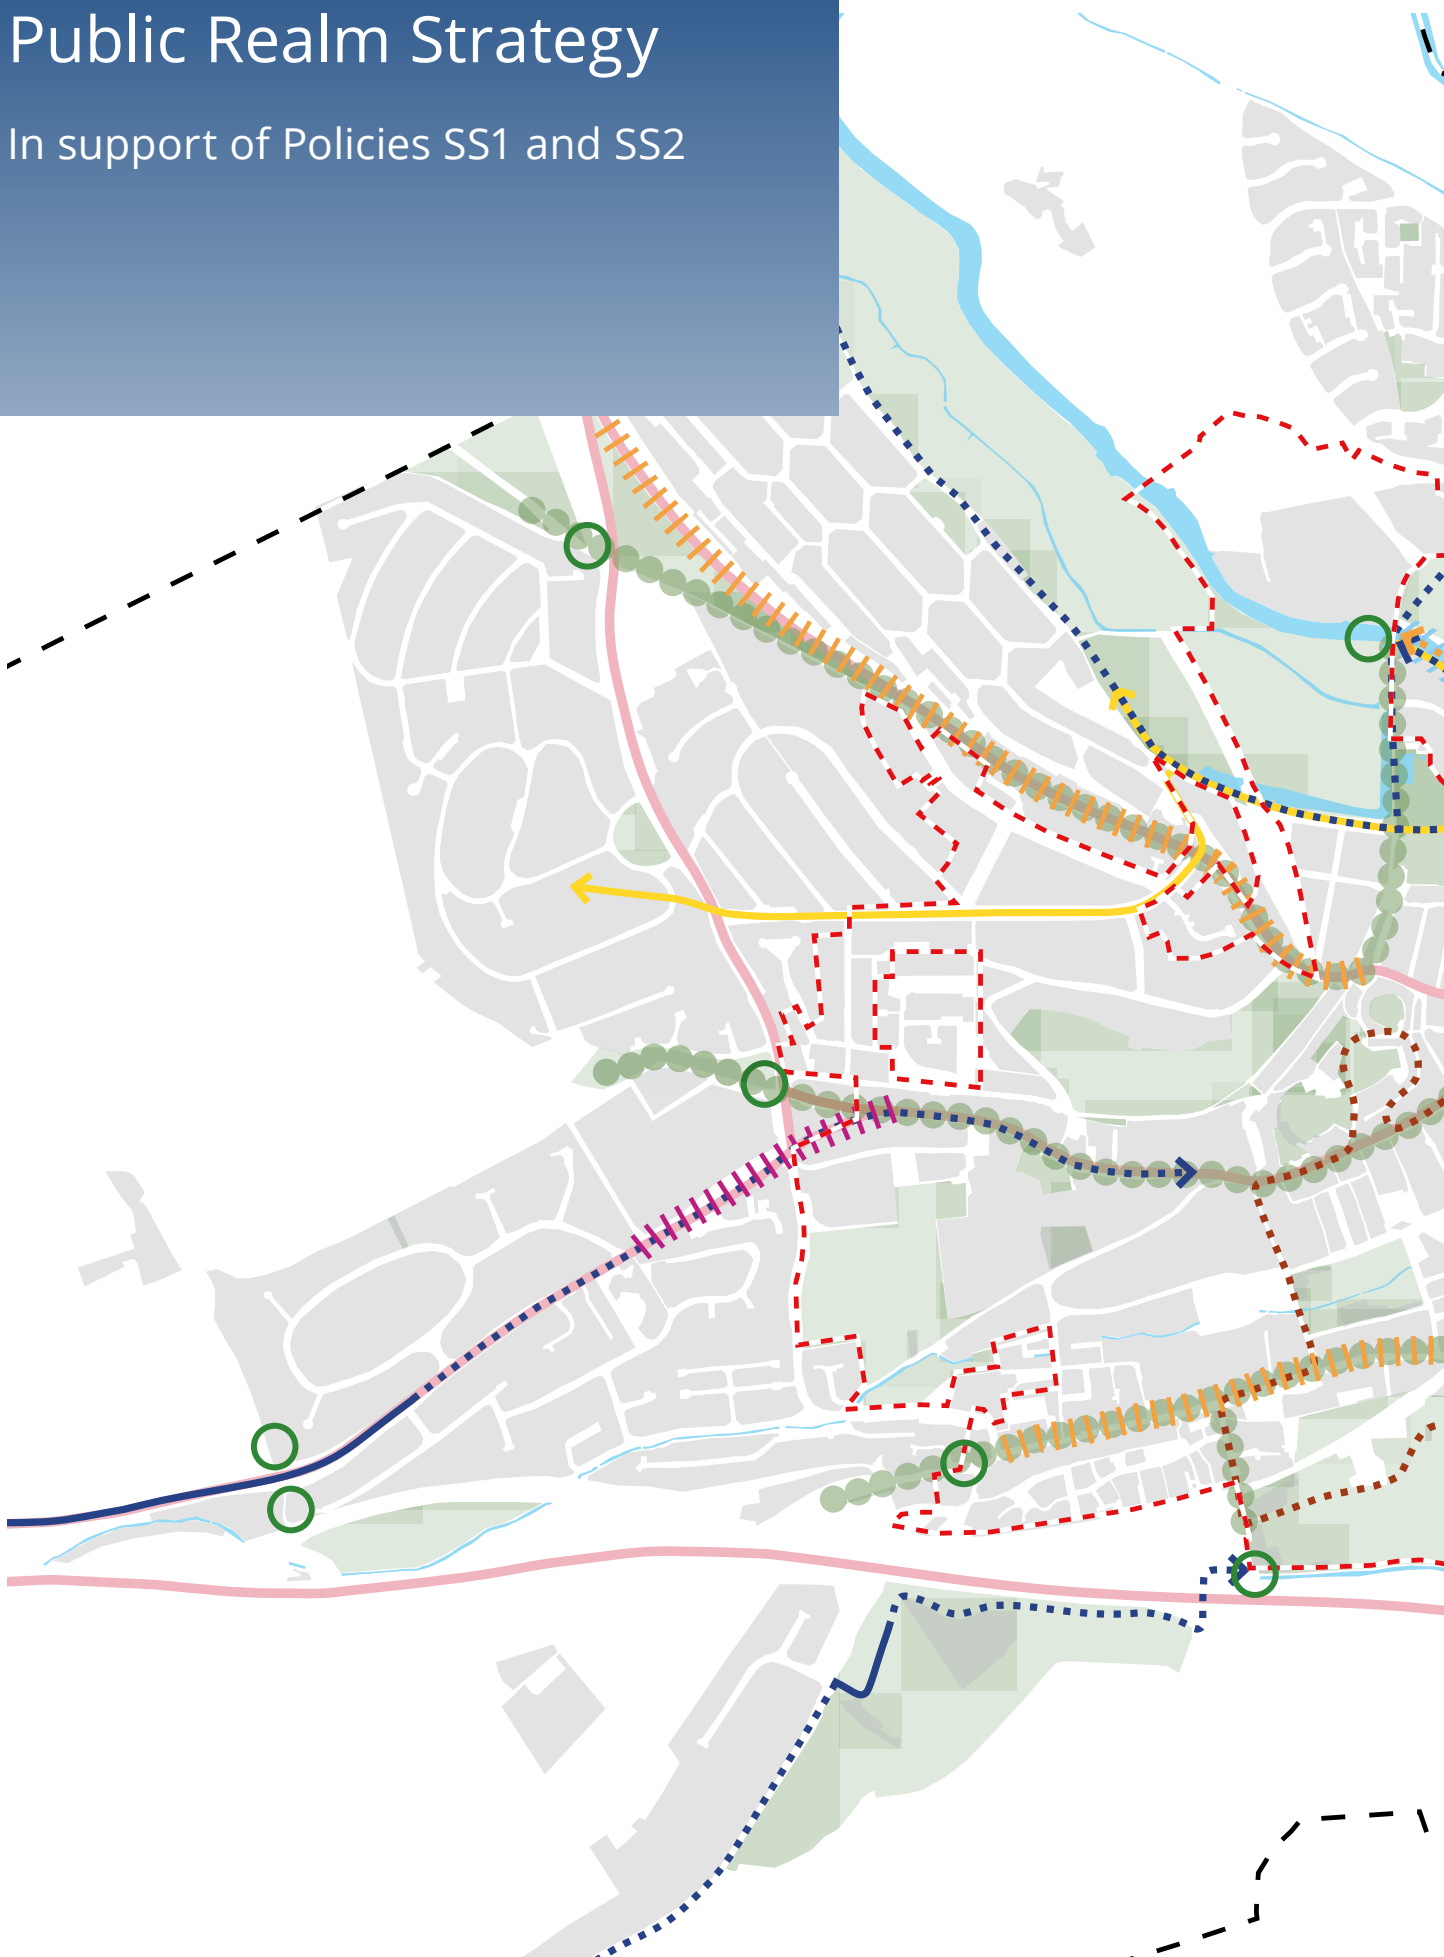 Public Realm Strategy
In support of Policies SS1 and SS2